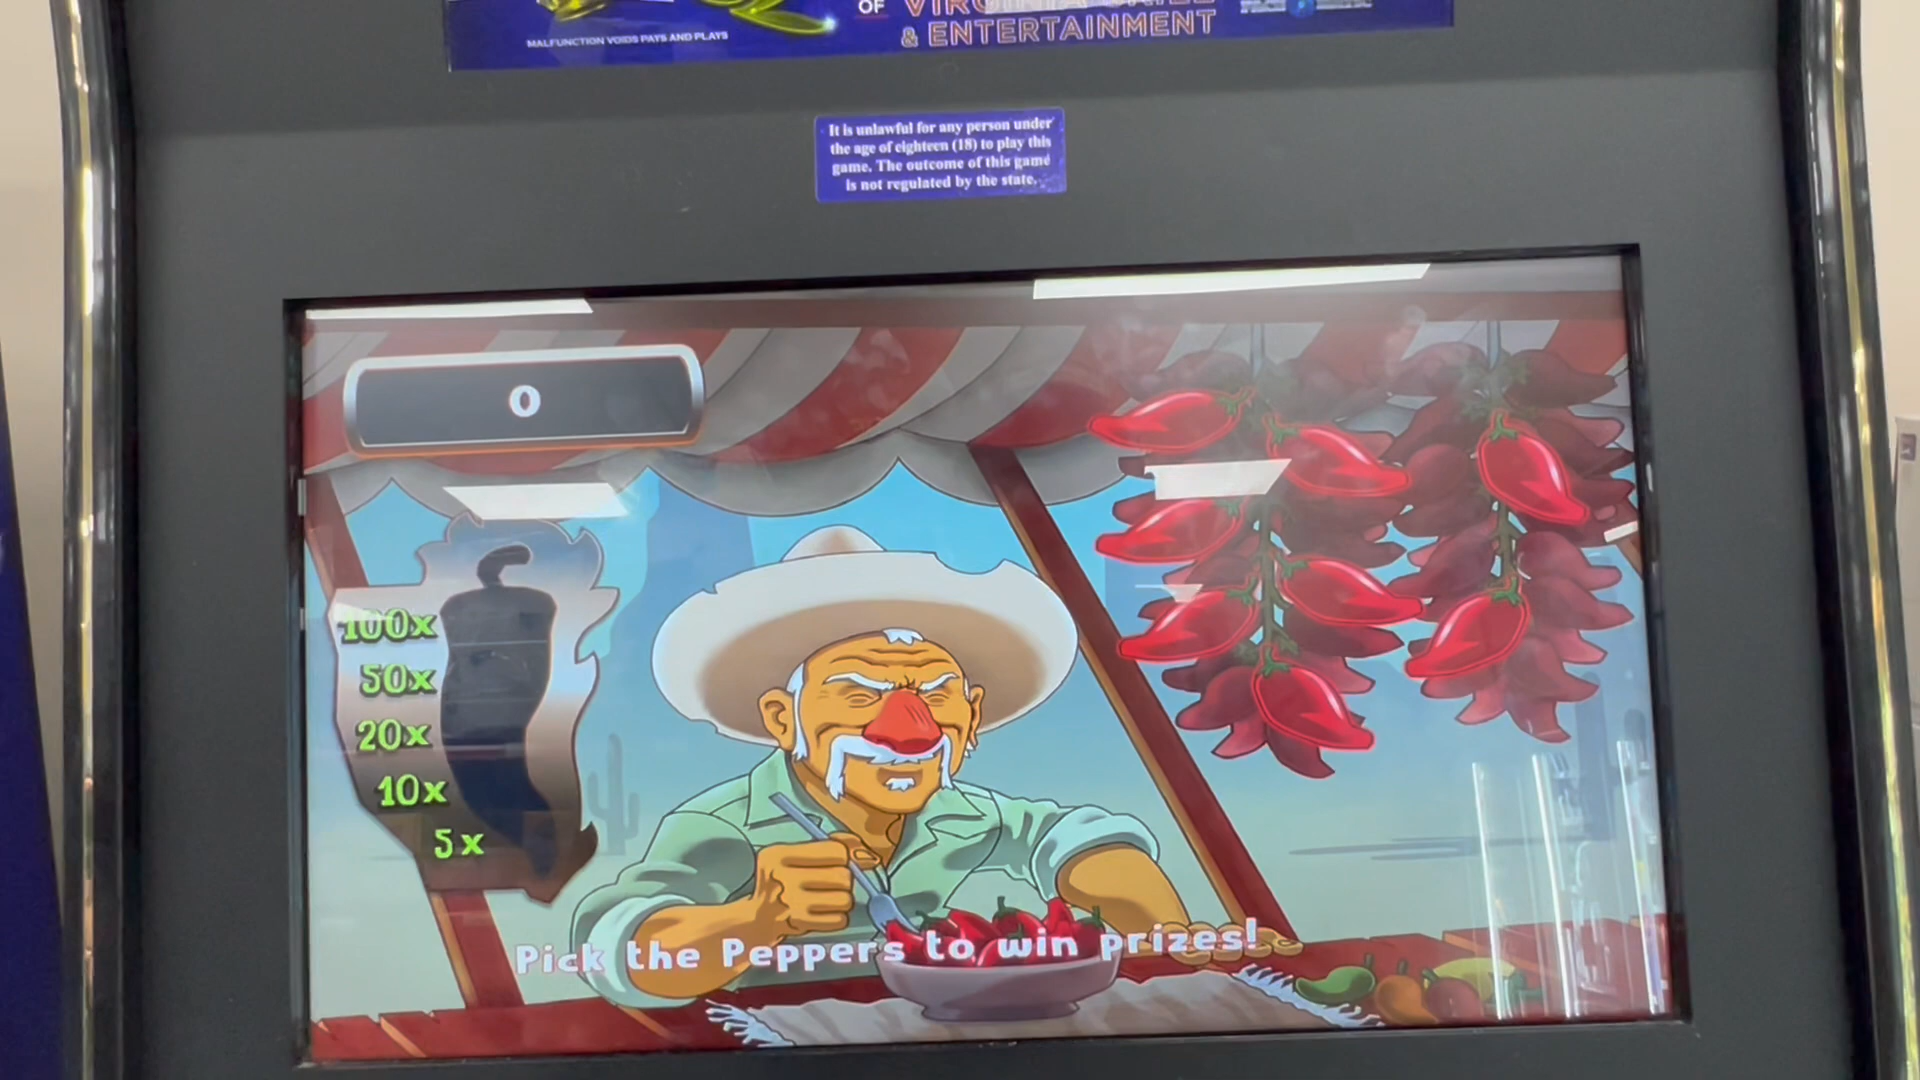 OF
& ENTERTAINMENT
MALFUNCTION VOIDS PAYS AND PLAYS
It is unlawful for any person under
the age of eighteen (18) to play this
game. The outcome of this game
is not regulated by the state.
0
100x
50x
20x
10x
5x
Pick the Peppers to win prizes!